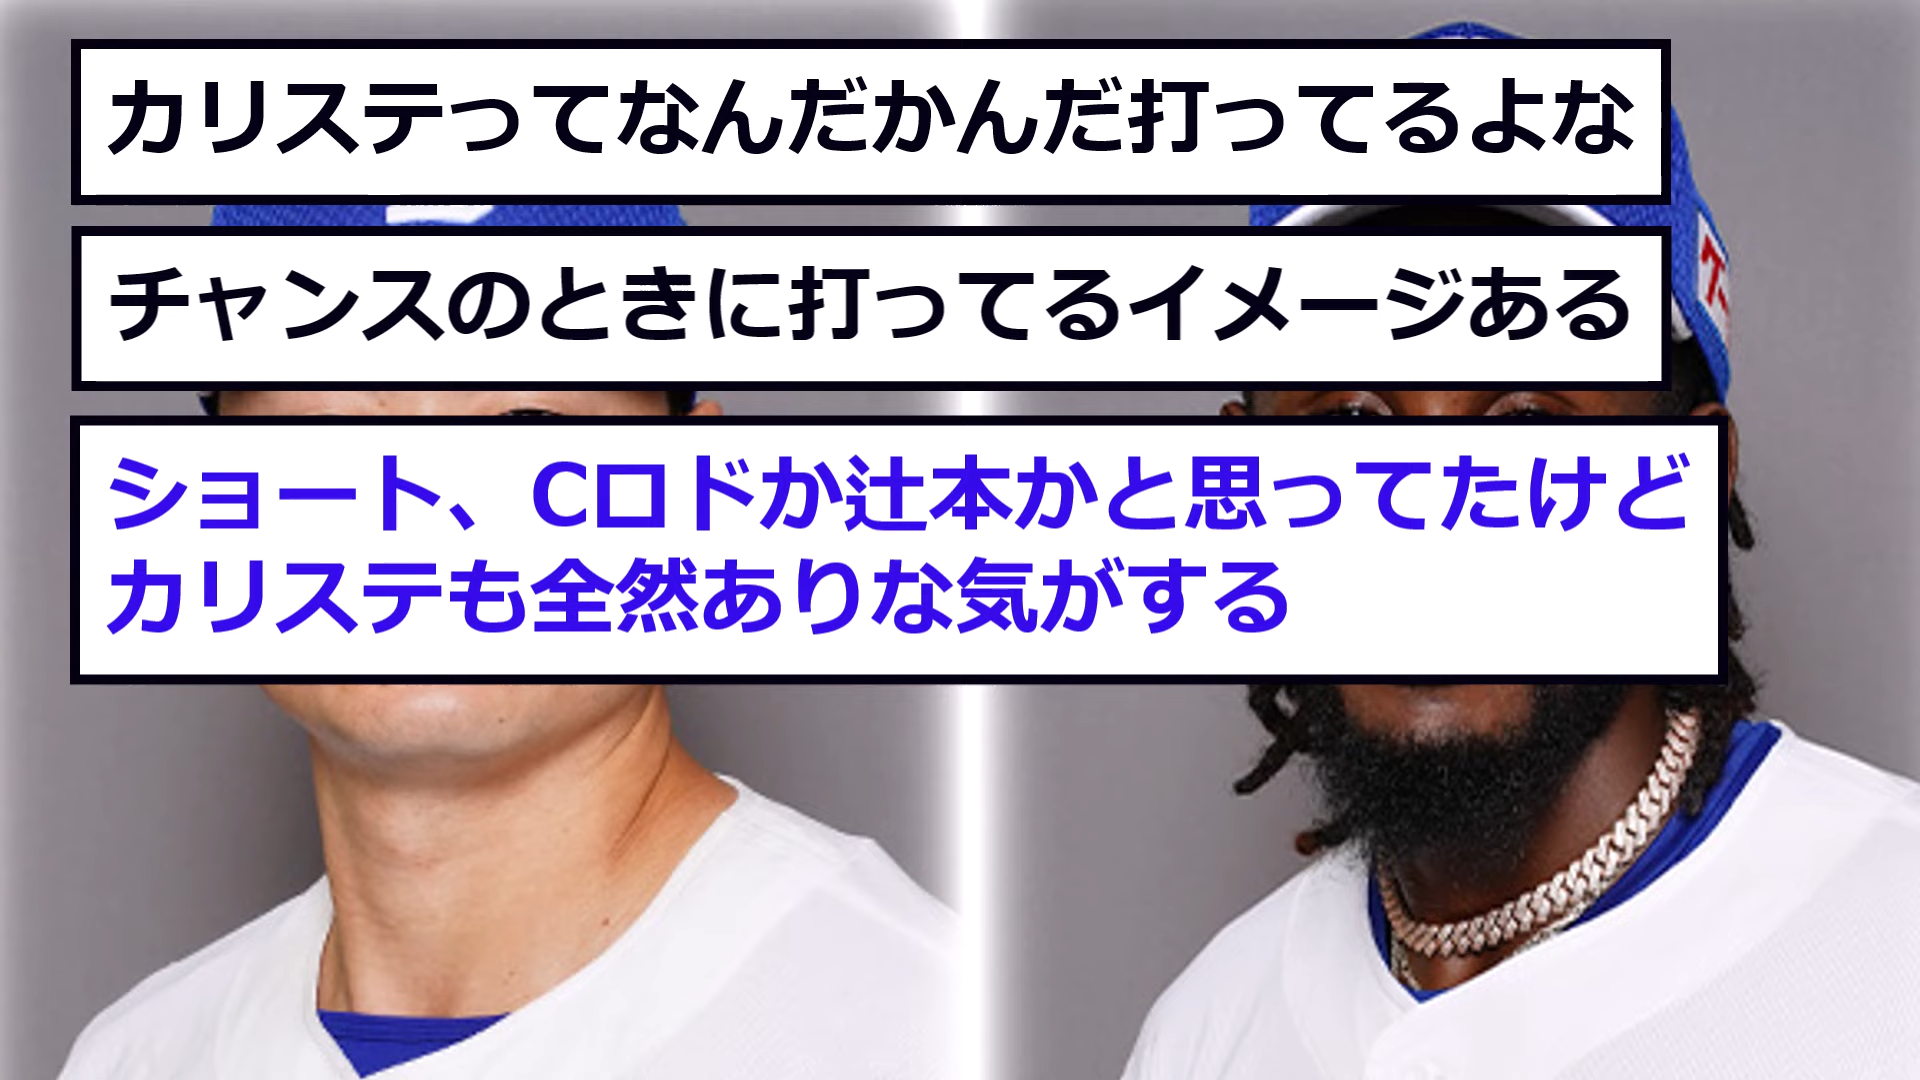 カリステってなんだかんだ打ってるよな
チャンスのときに打ってるイメージある
ショート、Cロドか辻本かと思ってたけど
カリステも全然ありな気がする